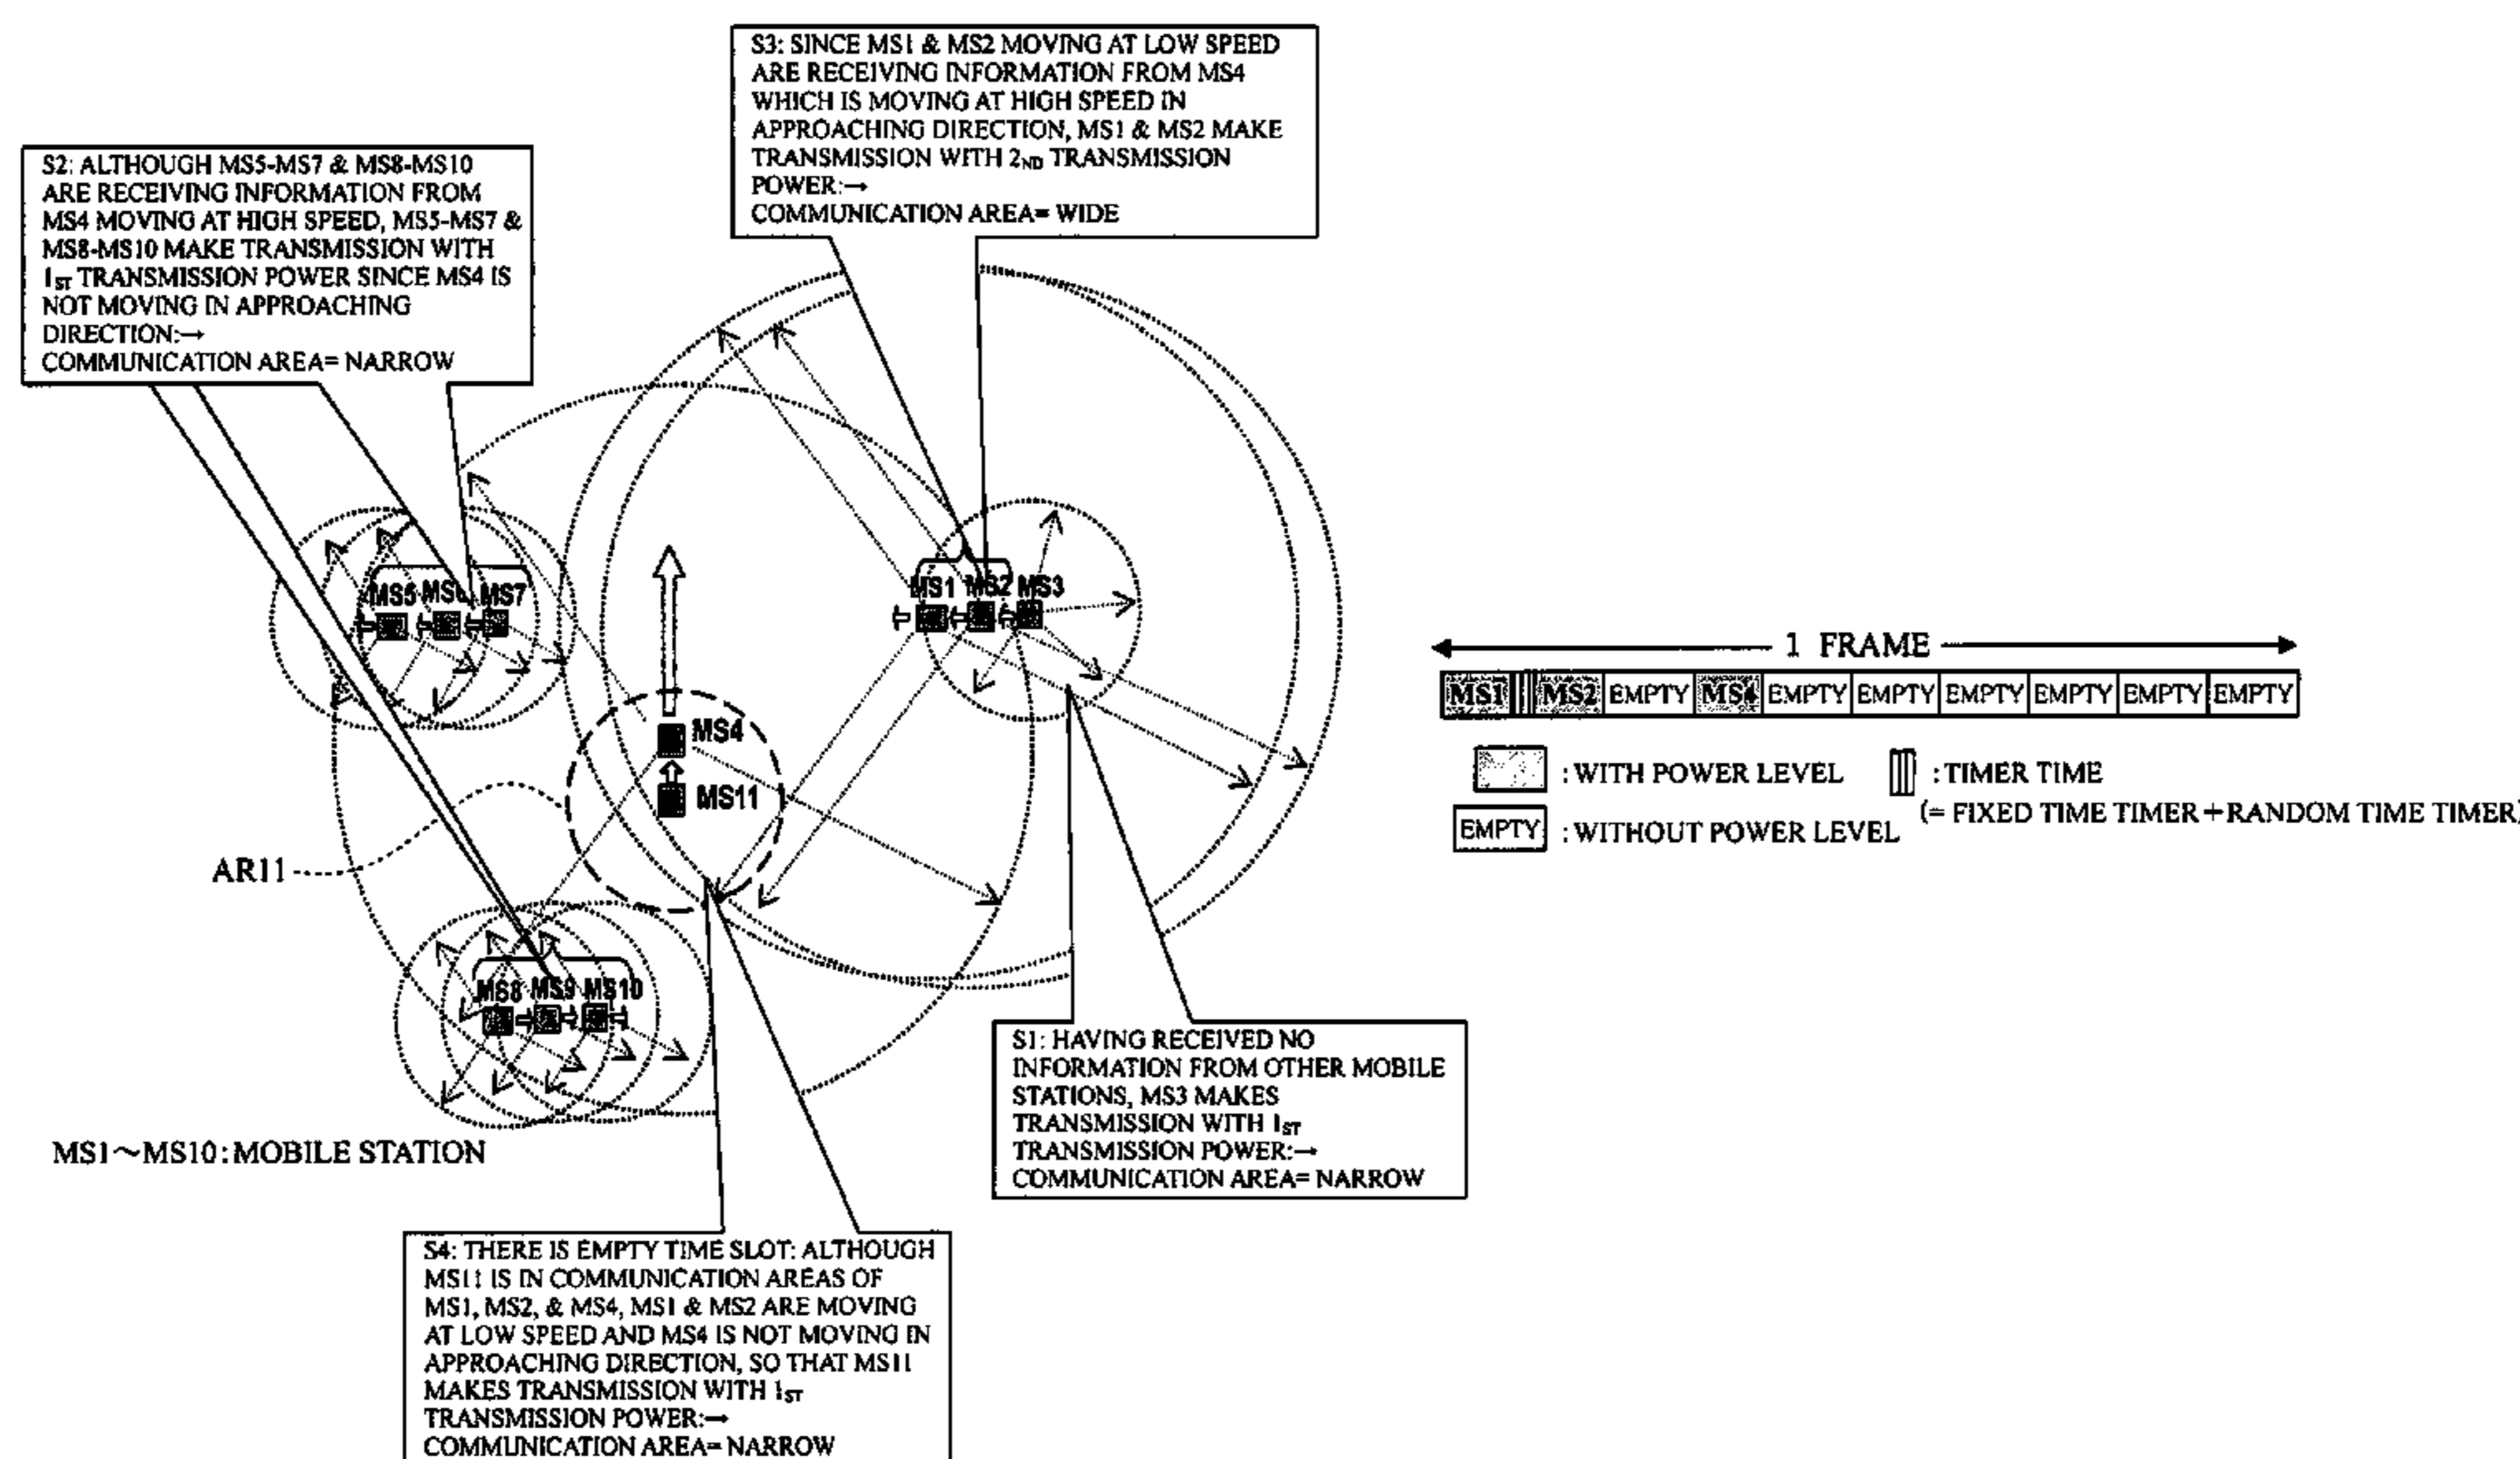 S3: SINCE MS1 & MS2 MOVING AT LOW SPEED
ARE RECEIVING INFORMATION FROM MS4
WHICH IS MOVING AT HIGH SPEED IN
APPROACHING DIRECTION, MS1 & MS2 MAKE
TRANSMISSION WITH 2ND TRANSMISSION
POWER:→
COMMUNICATION AREA= WIDE
S2: ALTHOUGH MS5-MS7 & MS8-MS10
ARE RECEIVING INFORMATION FROM
MS4 MOVING AT HIGH SPEED, MS5-MS7 &
MS8-MS10 MAKE TRANSMISSION WITH
1ST TRANSMISSION POWER SINCE MS4 IS
NOT MOVING IN APPROACHING
DIRECTION:→
COMMUNICATION AREA= NARROW
MS5 MS6 MS7
MS1 MS2 MS3
MS4
MS11
AR11
MS8 MS9 MS10
1 FRAME
MS1 MS2 EMPTY MS4 EMPTY EMPTY EMPTY EMPTY EMPTY EMPTY
: WITH POWER LEVEL
: TIMER TIME
(= FIXED TIME TIMER+RANDOM TIME TIMER)
EMPTY : WITHOUT POWER LEVEL
S1: HAVING RECEIVED NO
INFORMATION FROM OTHER MOBILE
STATIONS, MS3 MAKES
TRANSMISSION WITH 1ST
TRANSMISSION POWER:→
COMMUNICATION AREA= NARROW
MS1~MS10: MOBILE STATION
S4: THERE IS EMPTY TIME SLOT: ALTHOUGH
MS11 IS IN COMMUNICATION AREAS OF
MS1, MS2, & MS4, MS1 & MS2 ARE MOVING
AT LOW SPEED AND MS4 IS NOT MOVING IN
APPROACHING DIRECTION, SO THAT MS11
MAKES TRANSMISSION WITH 1ST
TRANSMISSION POWER:→
COMMUNICATION AREA= NARROW